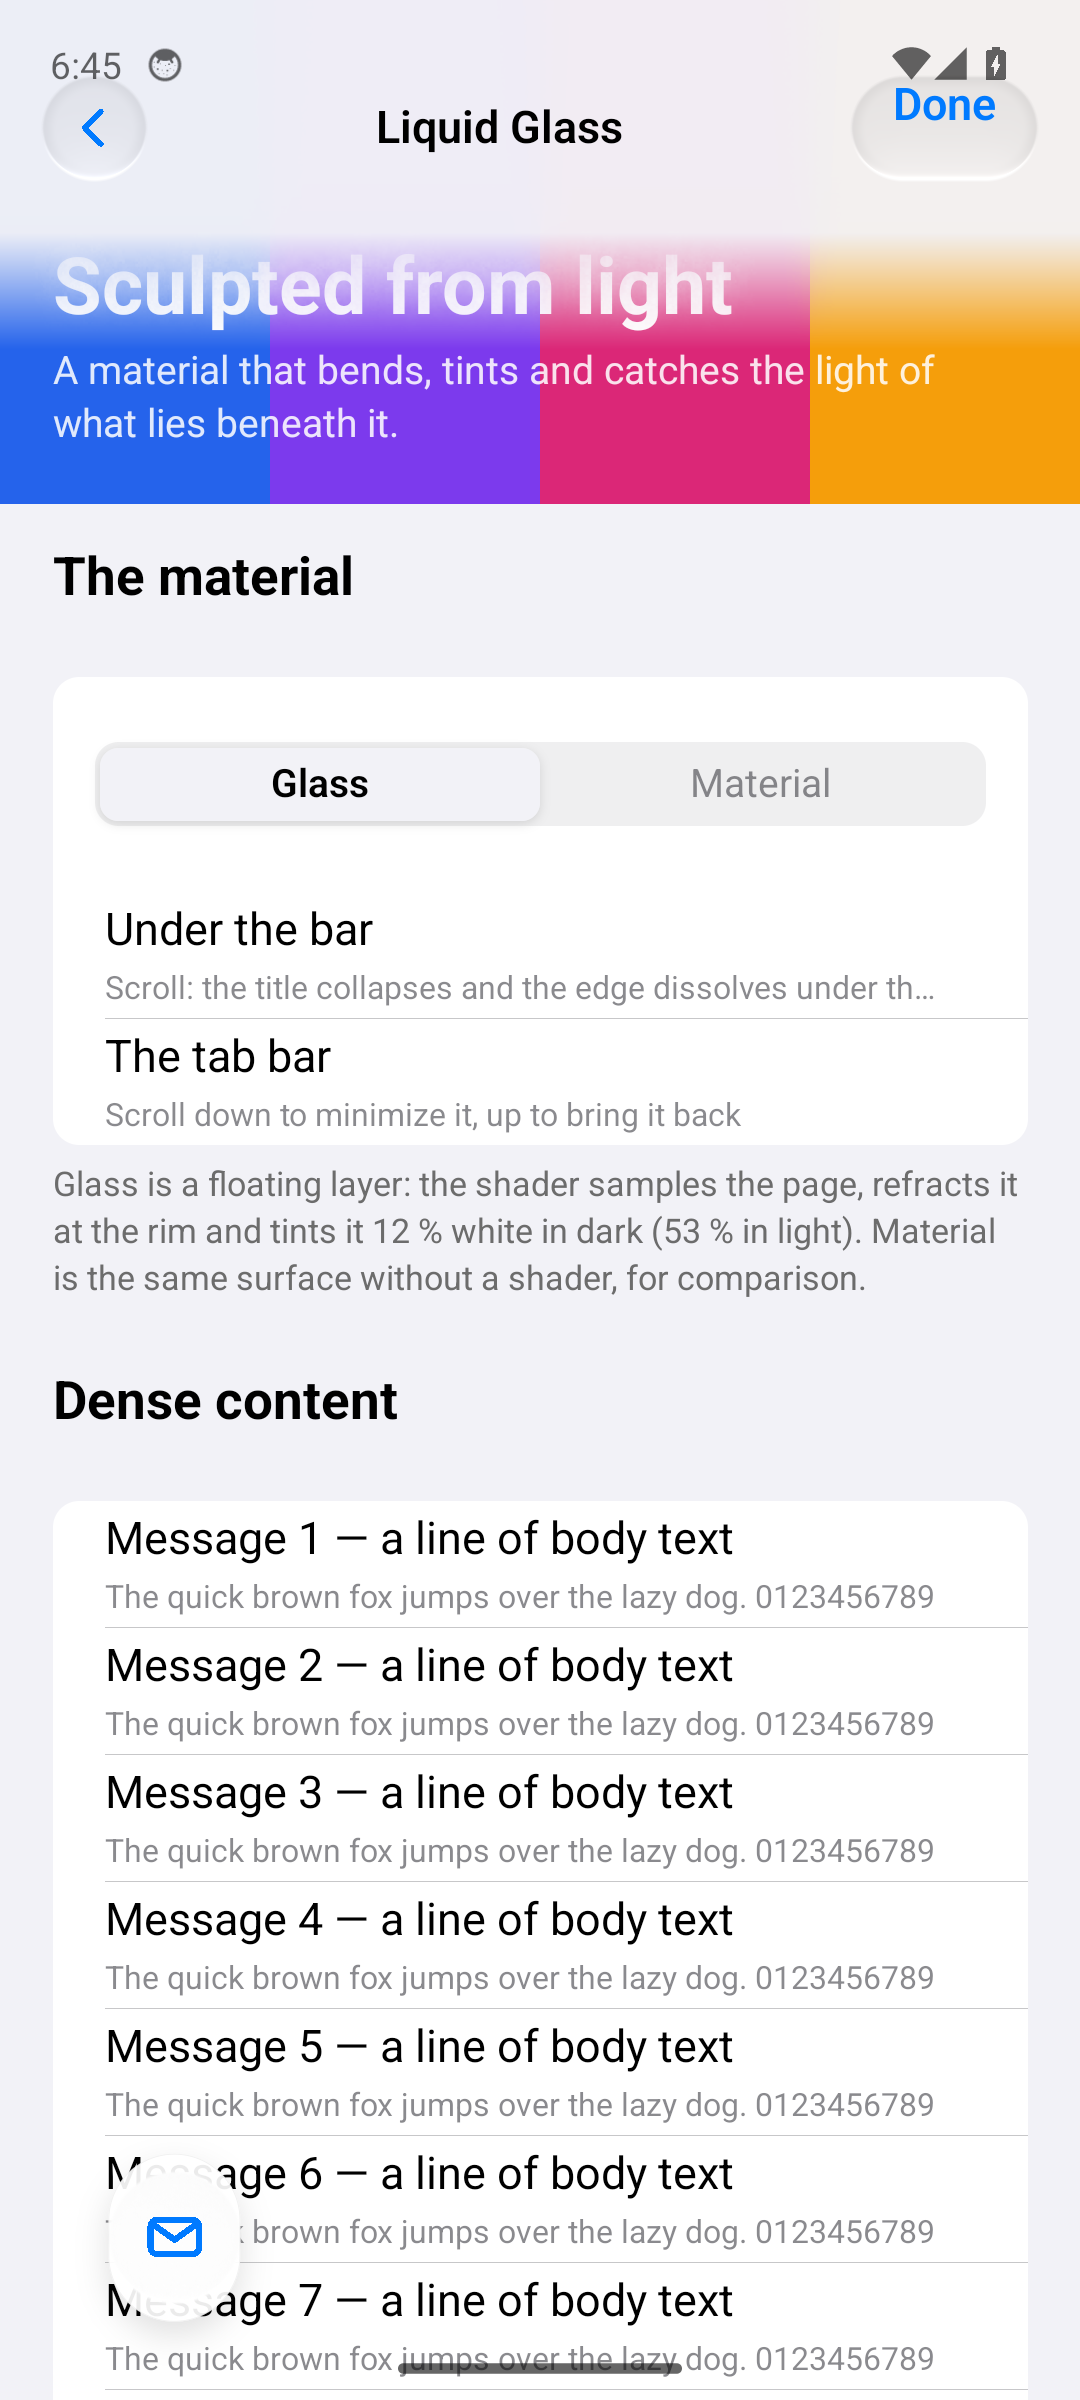 6:45
Done
Liquid Glass
Sculpted from light
A material that bends, tints and catches the light of
what lies beneath it.
The material
Glass
Material
Under the bar
Scroll: the title collapses and the edge dissolves under th…
The tab bar
Scroll down to minimize it, up to bring it back
Glass is a floating layer: the shader samples the page, refracts it
at the rim and tints it 12 % white in dark (53 % in light). Material
is the same surface without a shader, for comparison.
Dense content
Message 1 — a line of body text
The quick brown fox jumps over the lazy dog. 0123456789
Message 2 — a line of body text
The quick brown fox jumps over the lazy dog. 0123456789
Message 3 — a line of body text
The quick brown fox jumps over the lazy dog. 0123456789
Message 4 — a line of body text
The quick brown fox jumps over the lazy dog. 0123456789
Message 5 — a line of body text
The quick brown fox jumps over the lazy dog. 0123456789
Message 6 — a line of body text
brown fox jumps over the lazy dog. 0123456789
Message 7 — a line of body text
The quick brown fox jumps over the lazy dog. 0123456789